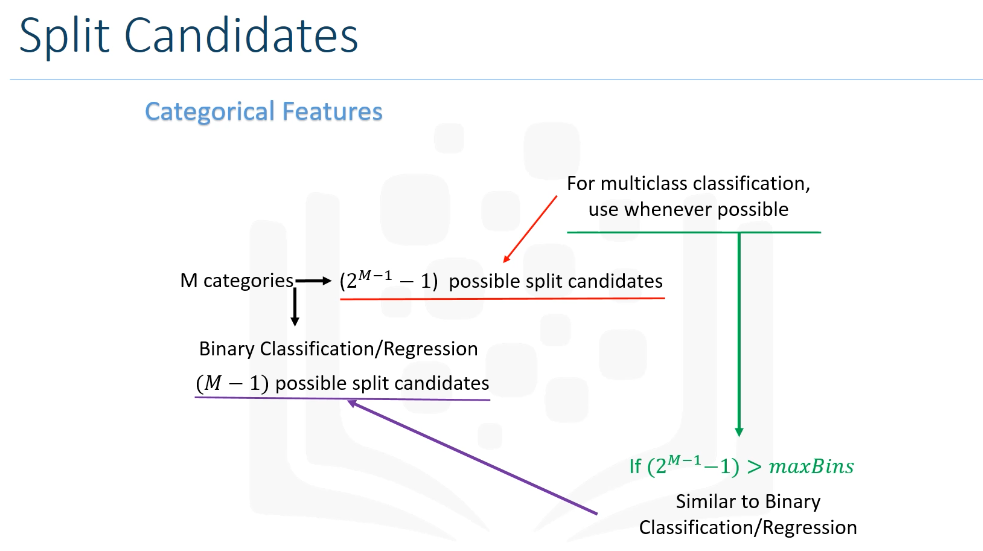 Split Candidates
Categorical Features
For multiclass classification,
use whenever possible
M categories
(2^{M−1} − 1) possible split candidates
Binary Classification/Regression
(M − 1) possible split candidates
If (2^{M−1}−1) > maxBins
Similar to Binary
Classification/Regression